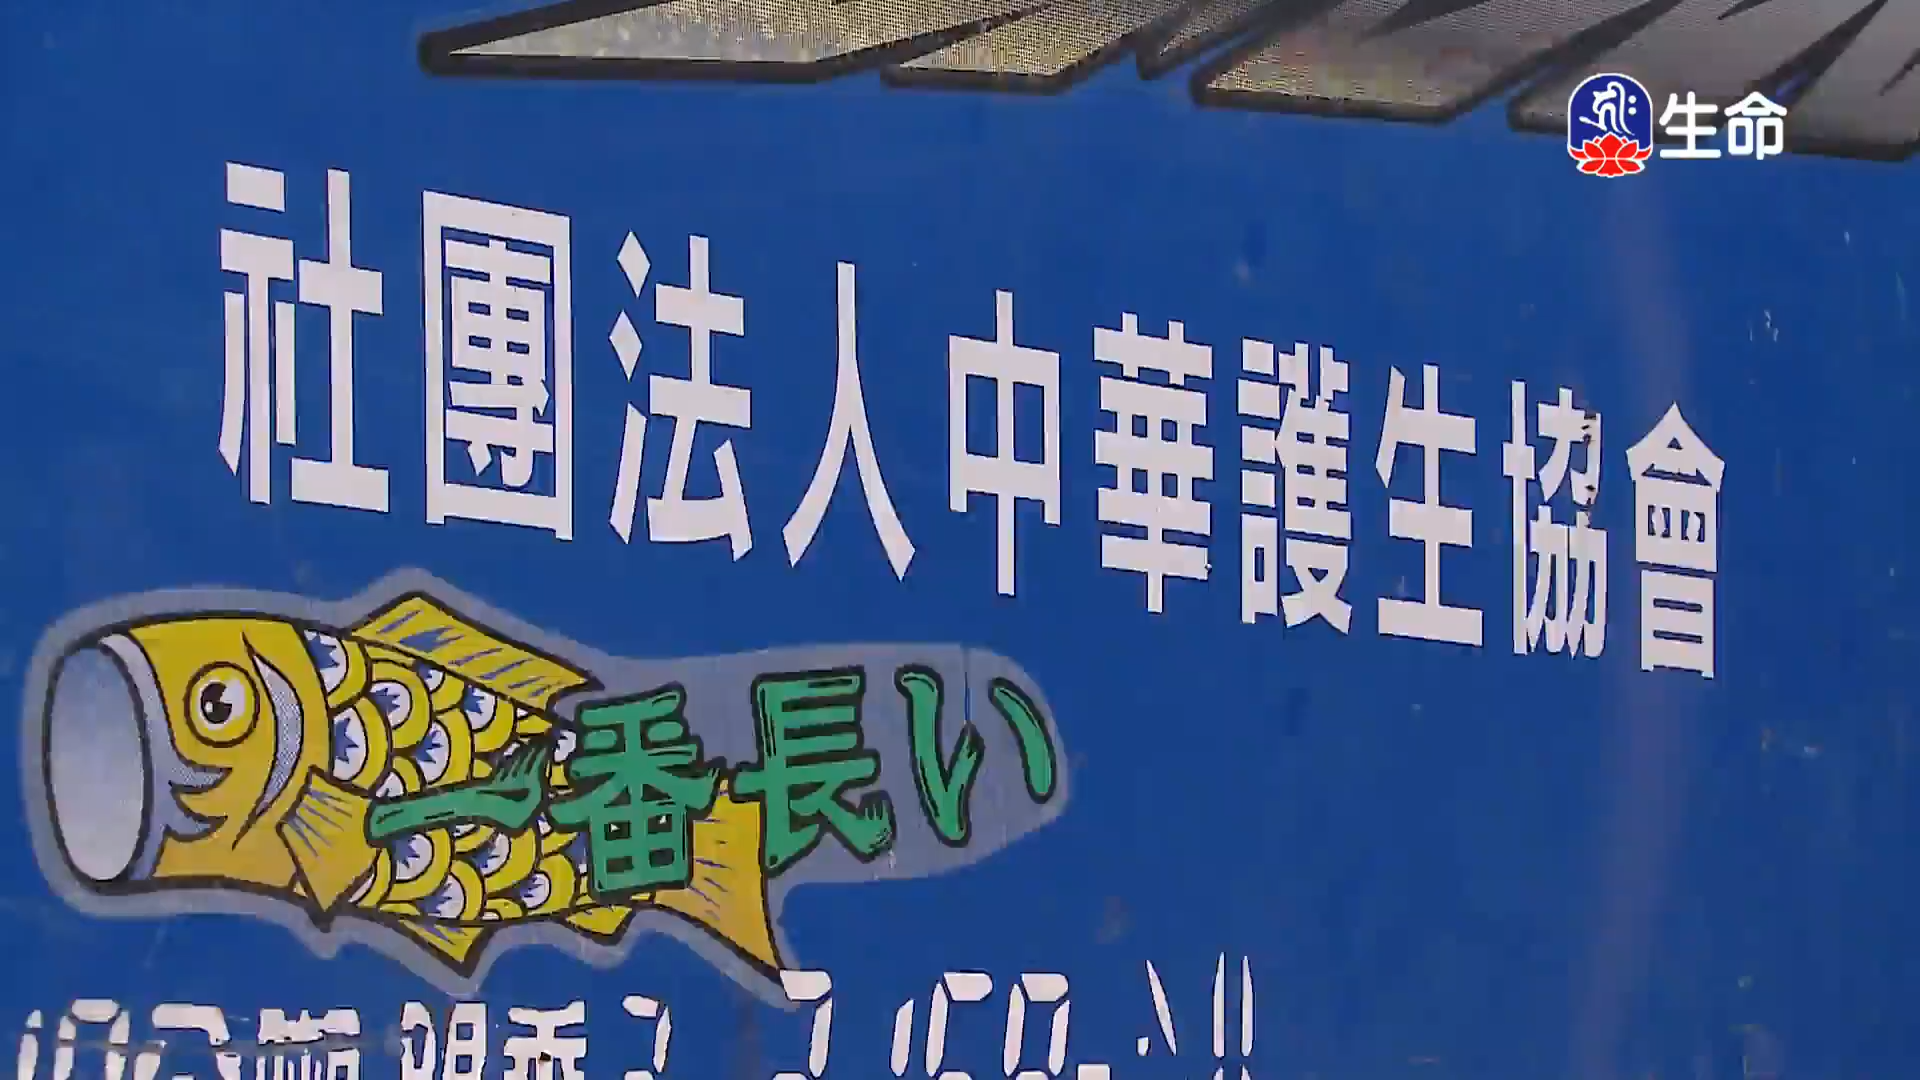 生命
社團法人中華護生協會
一番長い